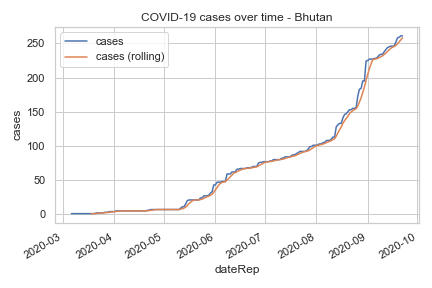 COVID-19 cases over time - Bhutan
cases
cases (rolling)
250
200
150
100
50
0
cases
2020-03
2020-04
2020-05
2020-06
2020-07
2020-08
2020-09
2020-10
dateRep